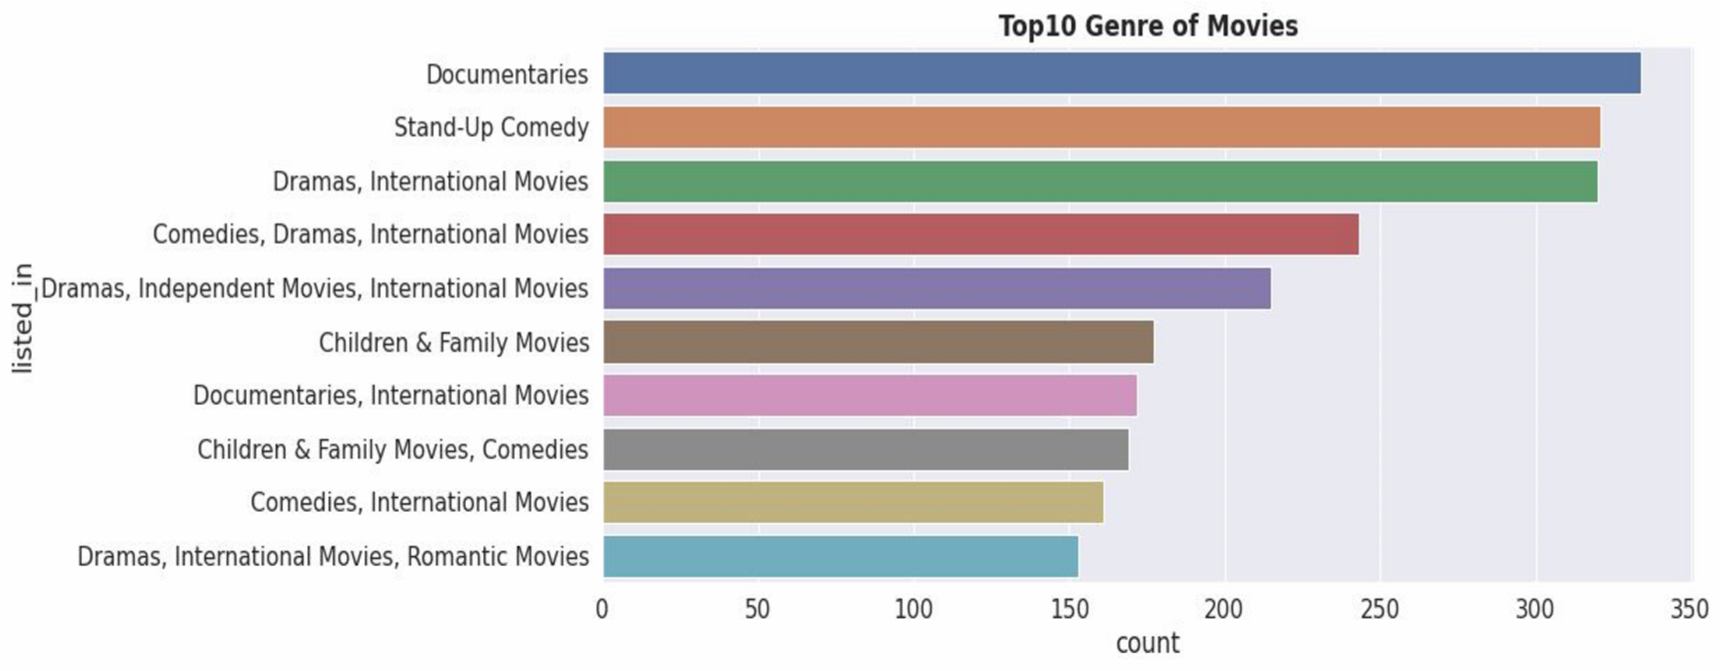 Top10 Genre of Movies
Documentaries
Stand-Up Comedy
Dramas, International Movies
Comedies, Dramas, International Movies
Dramas, Independent Movies, International Movies
Children & Family Movies
Documentaries, International Movies
Children & Family Movies, Comedies
Comedies, International Movies
Dramas, International Movies, Romantic Movies
listed_in
0 50 100 150 200 250 300 350
count